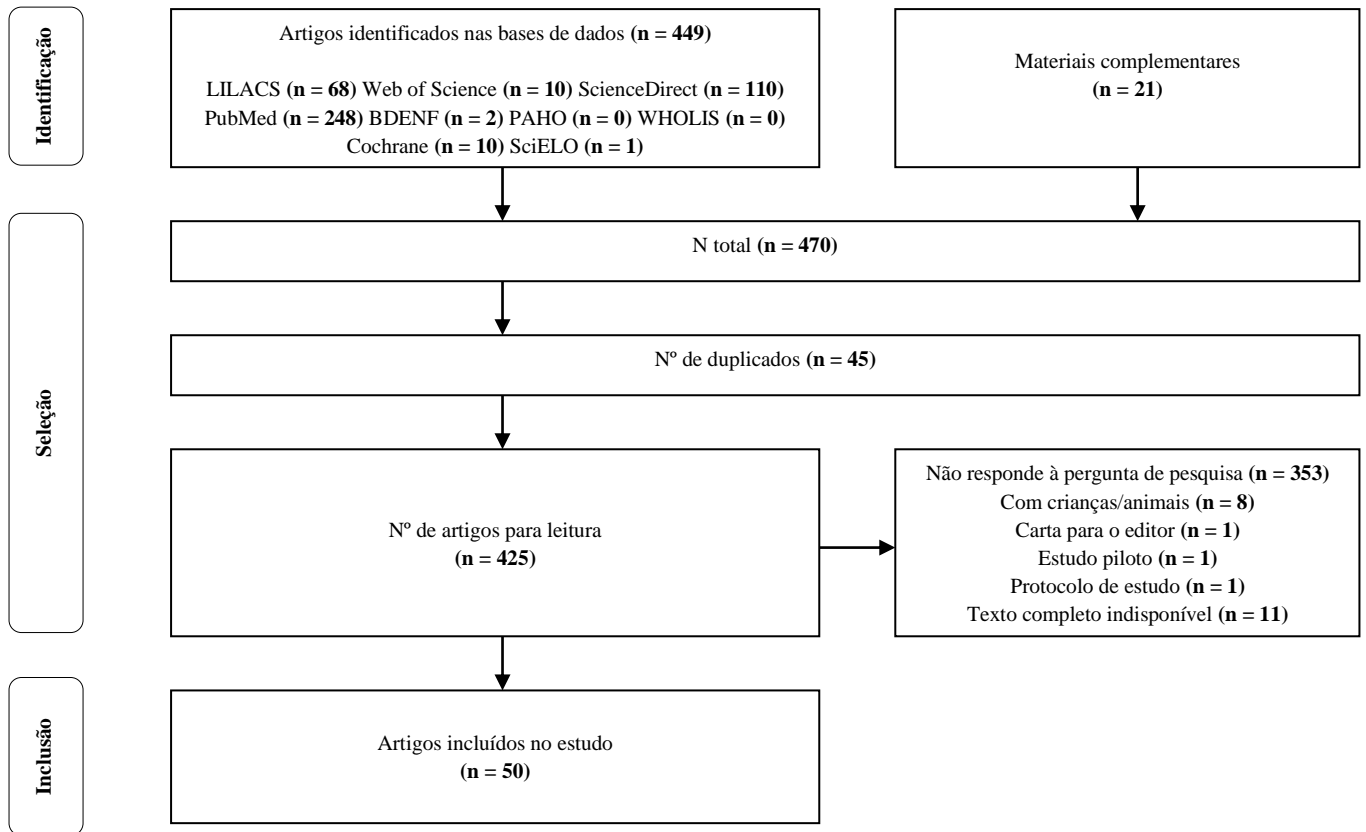 Identificação
Artigos identificados nas bases de dados (n = 449)
LILACS (n = 68) Web of Science (n = 10) ScienceDirect (n = 110)
PubMed (n = 248) BDENF (n = 2) PAHO (n = 0) WHOLIS (n = 0)
Cochrane (n = 10) SciELO (n = 1)
Materiais complementares
(n = 21)
Seleção
N total (n = 470)
Nº de duplicados (n = 45)
Nº de artigos para leitura
(n = 425)
Não responde à pergunta de pesquisa (n = 353)
Com crianças/animais (n = 8)
Carta para o editor (n = 1)
Estudo piloto (n = 1)
Protocolo de estudo (n = 1)
Texto completo indisponível (n = 11)
Inclusão
Artigos incluídos no estudo
(n = 50)